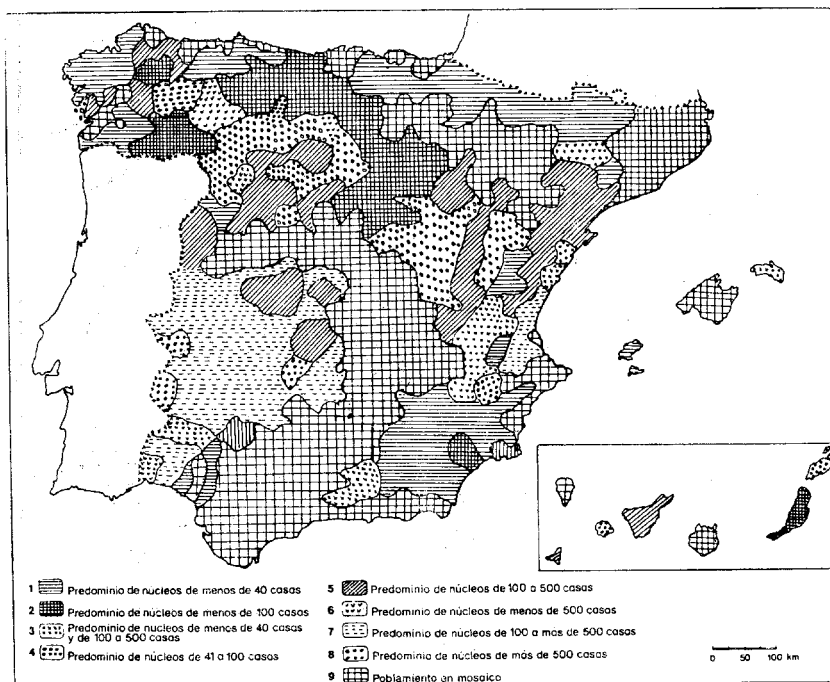 1 Predominio de núcleos de menos de 40 casas
2 Predominio de núcleos de menos de 100 casas
3 Predominio de nucleos de menos de 40 casas
y de 100 a 500 casas
4 Predominio de núcleos de 41 a 100 casas
5 Predominio de núcleos de 100 a 500 casas
6 Predominio de núcleos de menos de 500 casas
7 Predominio de núcleos de 100 a mas de 500 casas
8 Predominio de núcleos de más de 500 casas
9 Poblamiento en mosaico
0 50 100 km